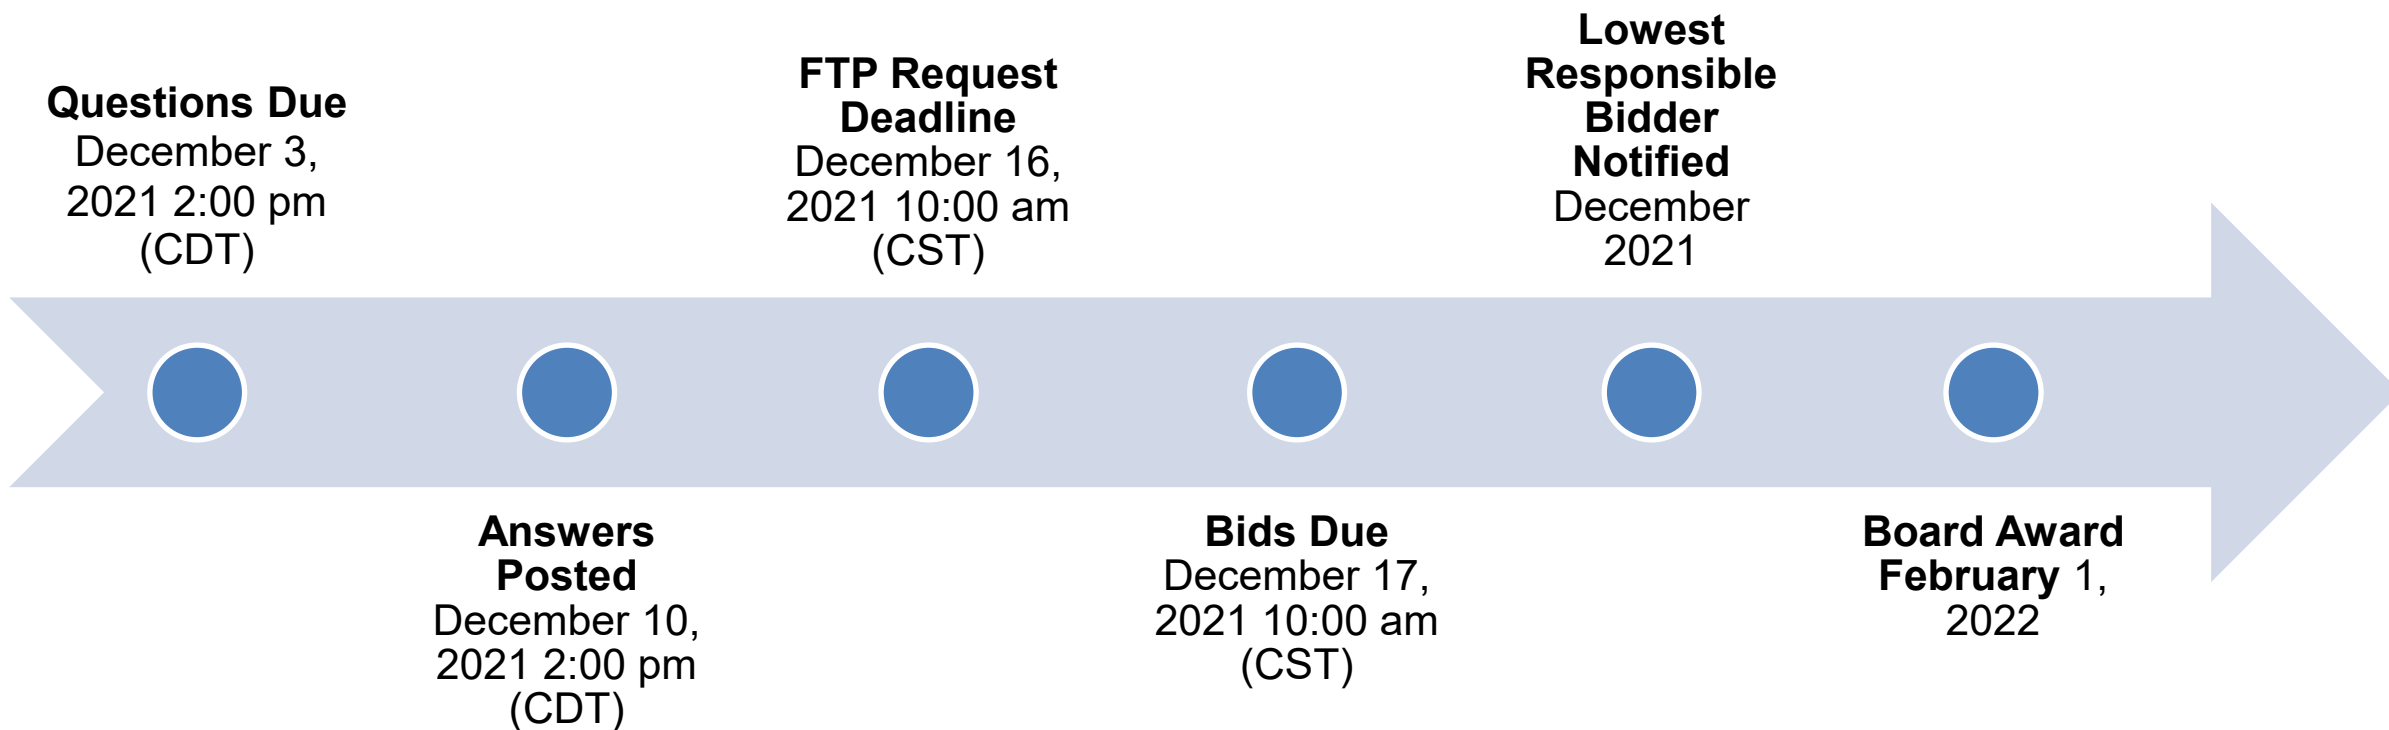 Questions Due
December 3,
2021 2:00 pm
(CDT)
Answers
Posted
December 10,
2021 2:00 pm
(CDT)
FTP Request
Deadline
December 16,
2021 10:00 am
(CST)
Bids Due
December 17,
2021 10:00 am
(CST)
Lowest
Responsible
Bidder
Notified
December
2021
Board Award
February 1,
2022